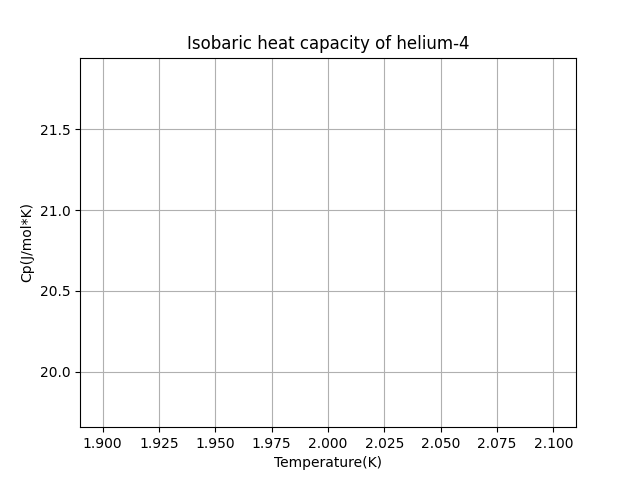 Isobaric heat capacity of helium-4
Cp(J/mol*K)
21.5
21.0
20.5
20.0
1.900 1.925 1.950 1.975 2.000 2.025 2.050 2.075 2.100
Temperature(K)